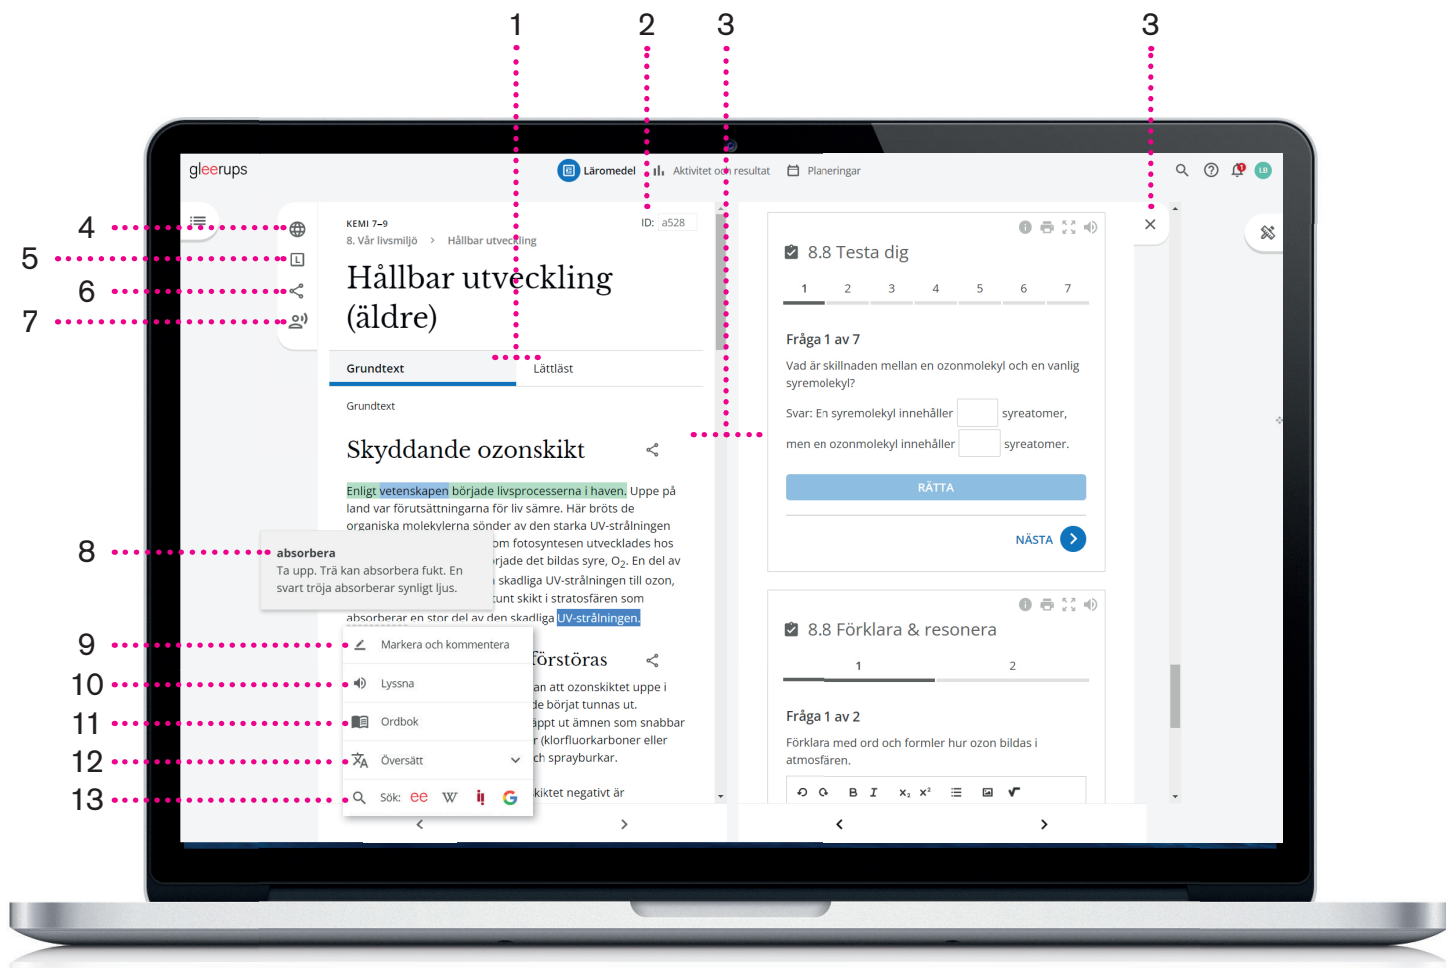 1
2
3
3
gleerups
Läromedel
Aktivitet och resultat
Planeringar
1
LB
4
5
6
7
L
KEMI 7–9
ID: a528
8. Vår livsmiljö > Hållbar utveckling
Hållbar utveckling
(äldre)
Grundtext
Lättläst
Grundtext
Skyddande ozonskikt
Enligt vetenskapen började livsprocesserna i haven. Uppe på
land var förutsättningarna för liv sämre. Här bröts de
organiska molekylerna sönder av den starka UV-strålningen
om fotosyntesen utvecklades hos
rjade det bildas syre, O₂. En del av
skadliga UV-strålningen till ozon,
tunt skikt i stratosfären som
absorberar en stor del av den skadliga UV-strålningen.
8
absorbera
Ta upp. Trä kan absorbera fukt. En
svart tröja absorberar synligt ljus.
förstöras
an att ozonskiktet uppe i
de börjat tunnas ut.
äppt ut ämnen som snabbar
r (klorfluorkarboner eller
ch sprayburkar.
skiktet negativt är
9
Markera och kommentera
10
Lyssna
11
Ordbok
12
Översätt
13
Sök: ee W ij G
8.8 Testa dig
1 2 3 4 5 6 7
Fråga 1 av 7
Vad är skillnaden mellan en ozonmolekyl och en vanlig
syremolekyl?
Svar: En syremolekyl innehåller syreatomer,
men en ozonmolekyl innehåller syreatomer.
RÄTTA
NÄSTA
8.8 Förklara & resonera
1 2
Fråga 1 av 2
Förklara med ord och formler hur ozon bildas i
atmosfären.
B I x₂ x²